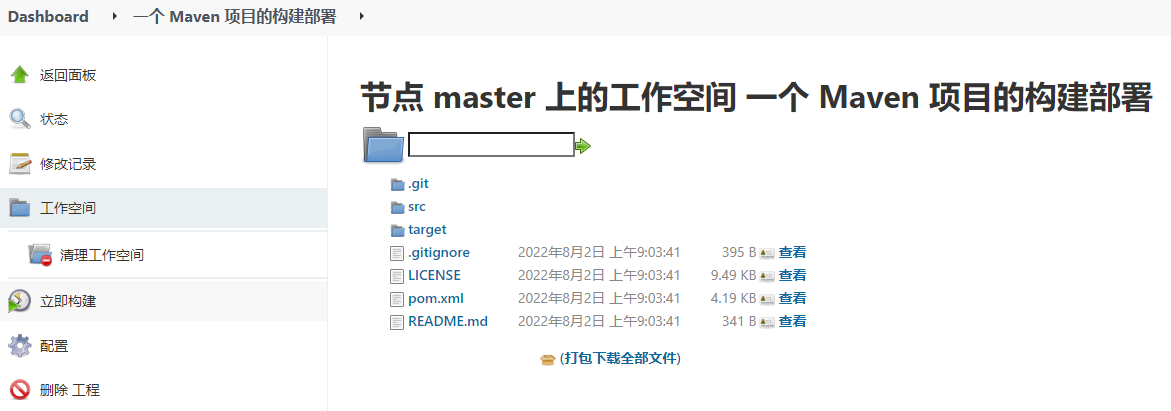 Dashboard 一个 Maven 项目的构建部署
返回面板
状态
修改记录
工作空间
清理工作空间
立即构建
配置
删除 工程
节点 master 上的工作空间 一个 Maven 项目的构建部署
.git
src
target
.gitignore 2022年8月2日 上午9:03:41 395 B 查看
LICENSE 2022年8月2日 上午9:03:41 9.49 KB 查看
pom.xml 2022年8月2日 上午9:03:41 4.19 KB 查看
README.md 2022年8月2日 上午9:03:41 341 B 查看
(打包下载全部文件)